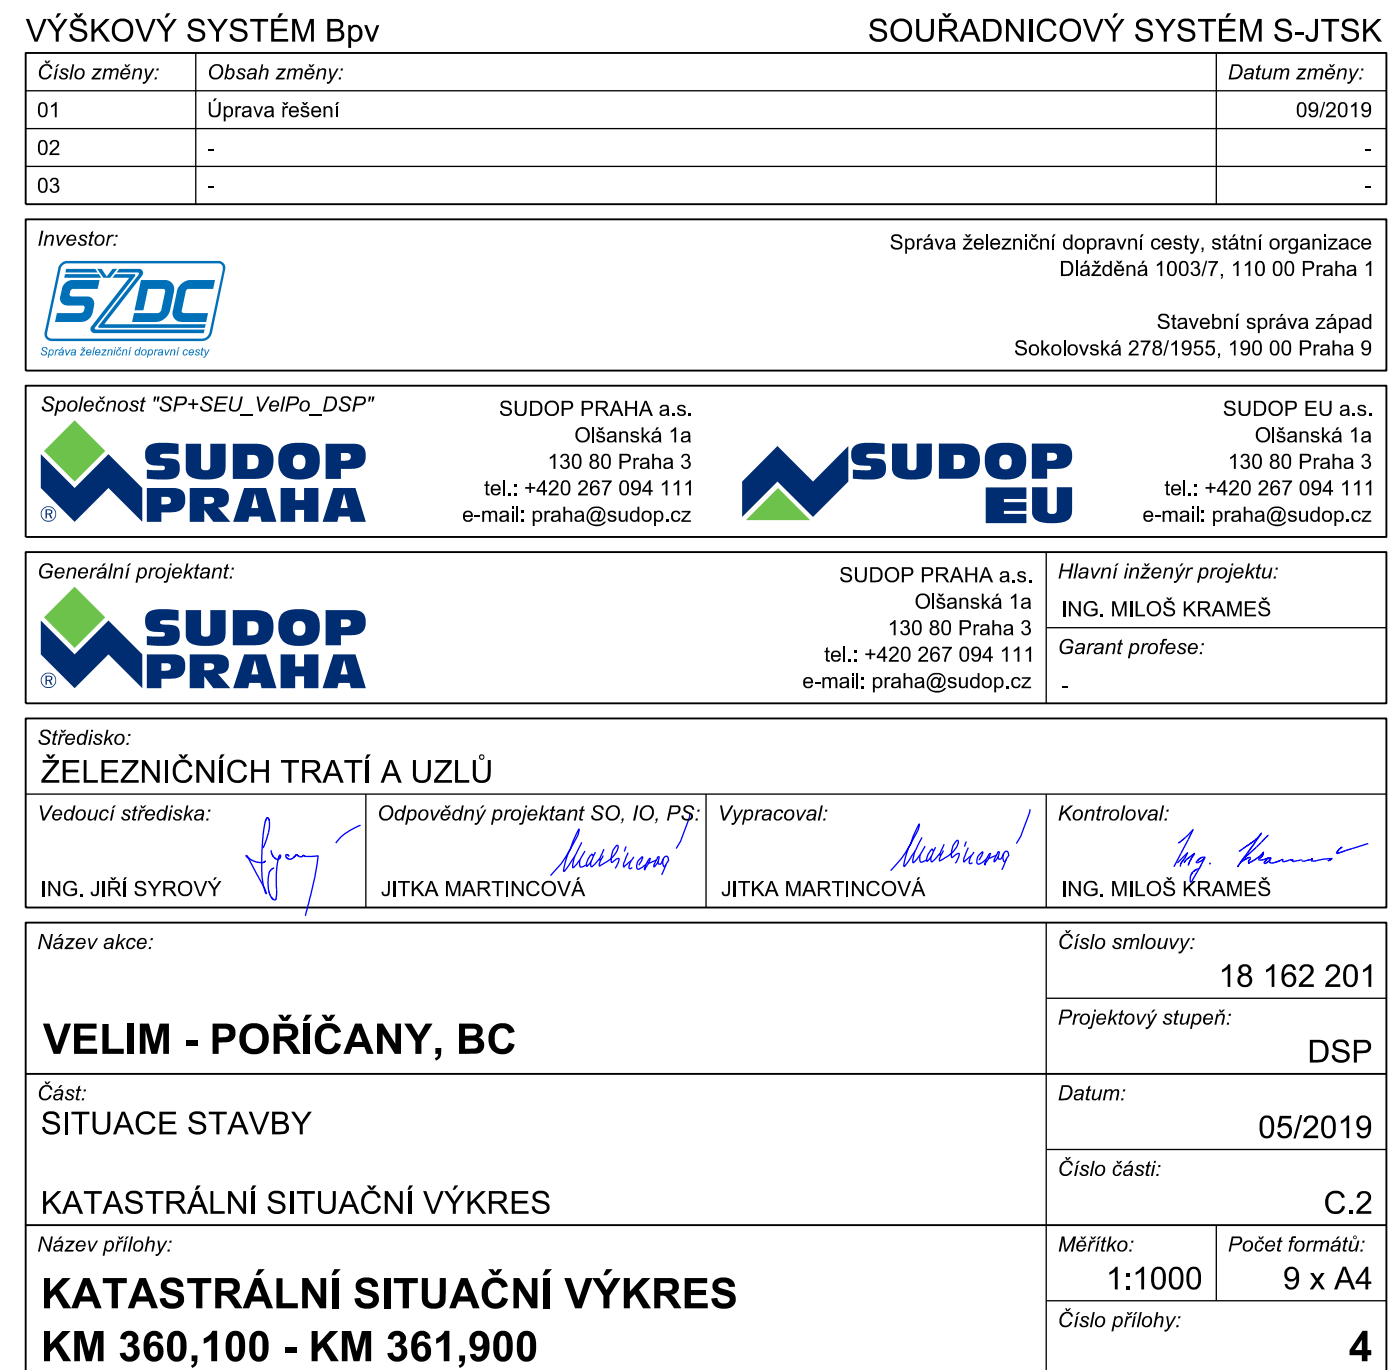 VÝŠKOVÝ SYSTÉM Bpv
SOUŘADNICOVÝ SYSTÉM S-JTSK
Číslo změny: Obsah změny: Datum změny:
01 Úprava řešení 09/2019
02 - -
03 - -
Investor:
ŠŽDC
Správa železniční dopravní cesty
Správa železniční dopravní cesty, státní organizace
Dlážděná 1003/7, 110 00 Praha 1
Stavební správa západ
Sokolovská 278/1955, 190 00 Praha 9
Společnost "SP+SEU_VelPo_DSP"
SUDOP
PRAHA
®
SUDOP PRAHA a.s.
Olšanská 1a
130 80 Praha 3
tel.: +420 267 094 111
e-mail: praha@sudop.cz
SUDOP
EU
SUDOP EU a.s.
Olšanská 1a
130 80 Praha 3
tel.: +420 267 094 111
e-mail: praha@sudop.cz
Generální projektant:
SUDOP
PRAHA
®
SUDOP PRAHA a.s.
Olšanská 1a
130 80 Praha 3
tel.: +420 267 094 111
e-mail: praha@sudop.cz
Hlavní inženýr projektu:
ING. MILOŠ KRAMEŠ
Garant profese:
-
Středisko:
ŽELEZNIČNÍCH TRATÍ A UZLŮ
Vedoucí střediska:
Syrový
ING. JIŘÍ SYROVÝ
Odpovědný projektant SO, IO, PS:
Martincová
JITKA MARTINCOVÁ
Vypracoval:
Martincová
JITKA MARTINCOVÁ
Kontroloval:
Ing. Krameš
ING. MILOŠ KRAMEŠ
Název akce:
VELIM - POŘÍČANY, BC
Číslo smlouvy:
18 162 201
Projektový stupeň:
DSP
Část:
SITUACE STAVBY
KATASTRÁLNÍ SITUAČNÍ VÝKRES
Datum:
05/2019
Číslo části:
C.2
Název přílohy:
KATASTRÁLNÍ SITUAČNÍ VÝKRES
KM 360,100 - KM 361,900
Měřítko:
1:1000
Počet formátů:
9 x A4
Číslo přílohy:
4